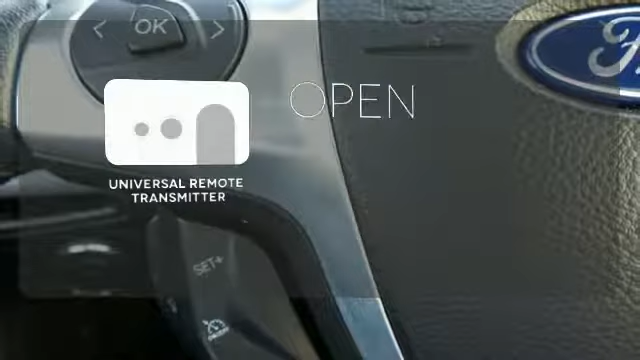 < OK >
OPEN
UNIVERSAL REMOTE
TRANSMITTER
SET+